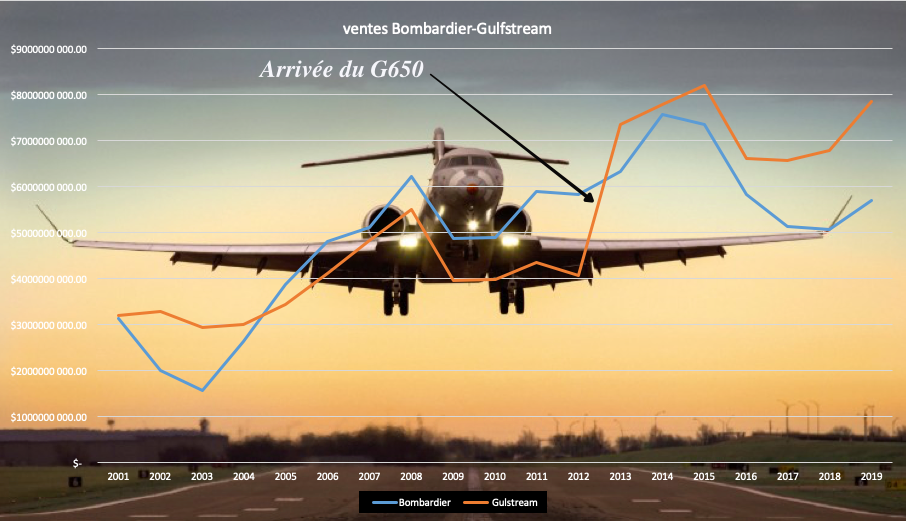 ventes Bombardier-Gulfstream
$9000000 000.00
Arrivée du G650
$8000000 000.00
$7000000 000.00
$6000000 000.00
$5000000 000.00
$4000000 000.00
$3000000 000.00
$2000000 000.00
$1000000 000.00
$-
2001 2002 2003 2004 2005 2006 2007 2008 2009 2010 2011 2012 2013 2014 2015 2016 2017 2018 2019
Bombardier Gulstream